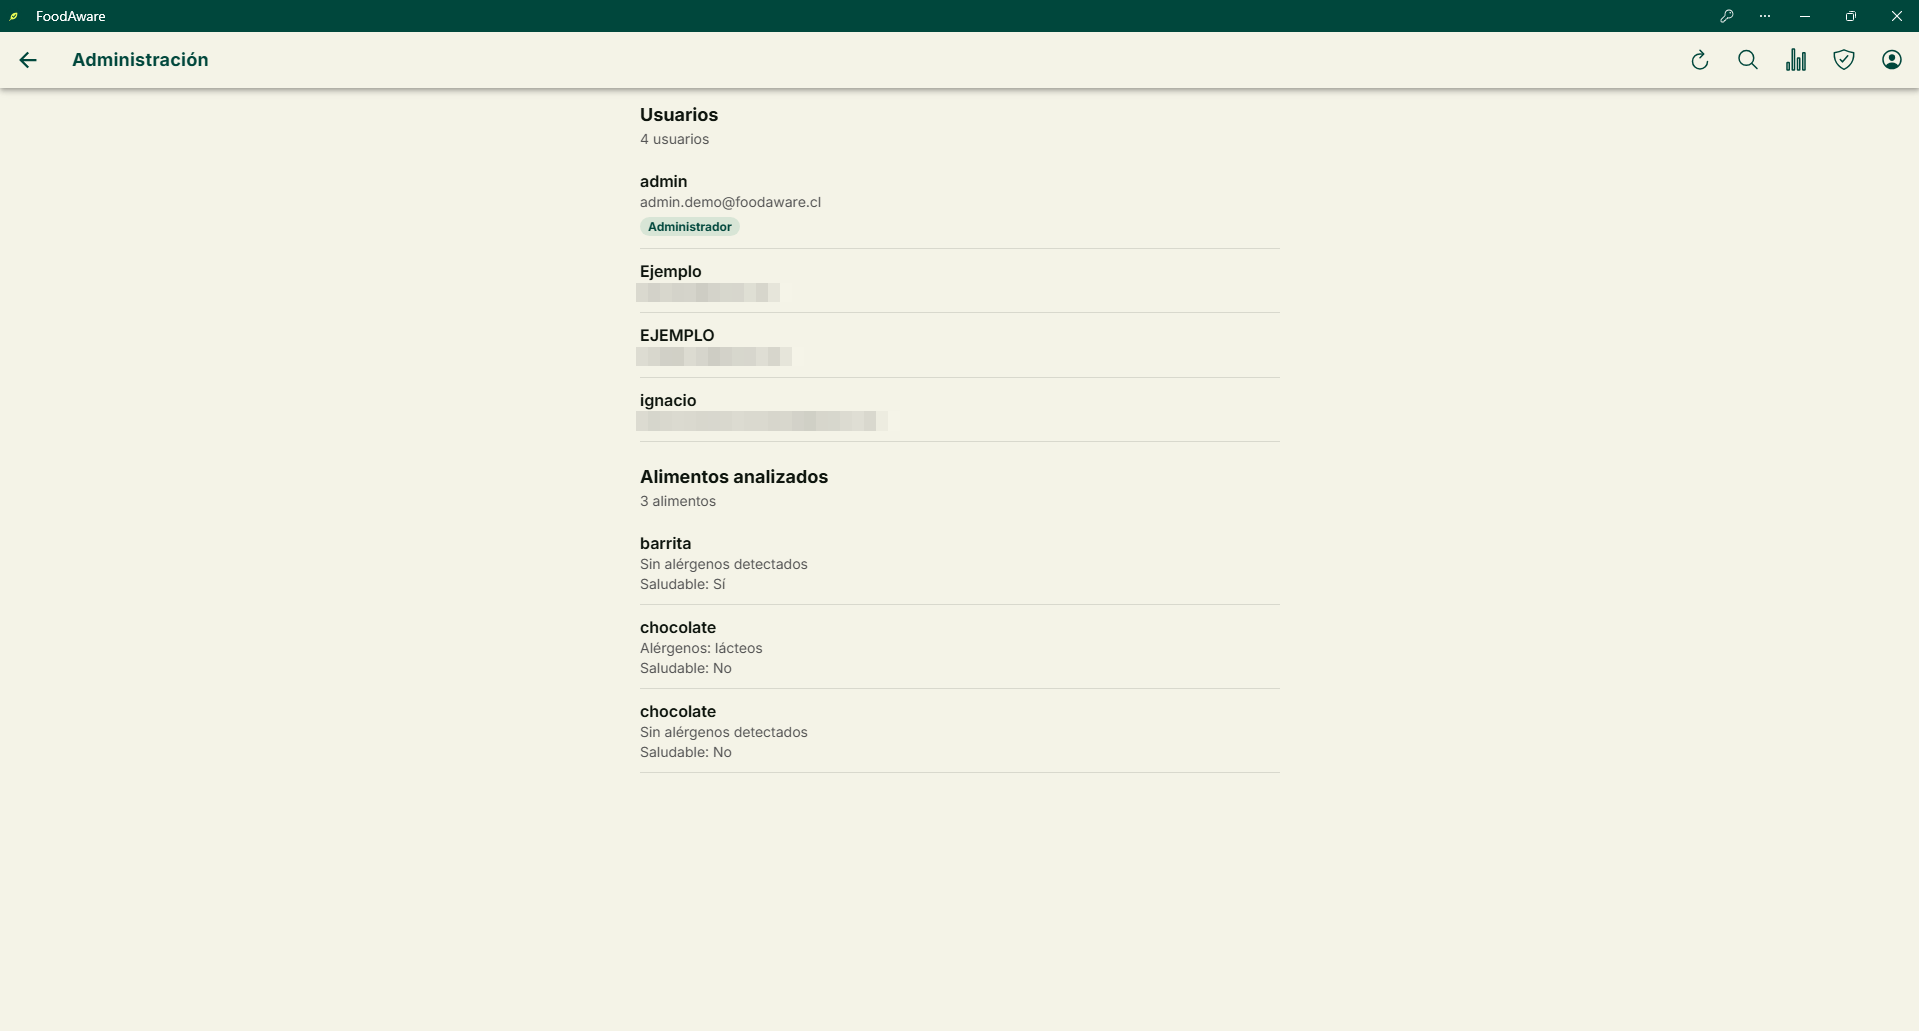 FoodAware
Administración
Usuarios
4 usuarios
admin
admin.demo@foodaware.cl
Administrador
Ejemplo
EJEMPLO
ignacio
Alimentos analizados
3 alimentos
barrita
Sin alérgenos detectados
Saludable: Sí
chocolate
Alérgenos: lácteos
Saludable: No
chocolate
Sin alérgenos detectados
Saludable: No